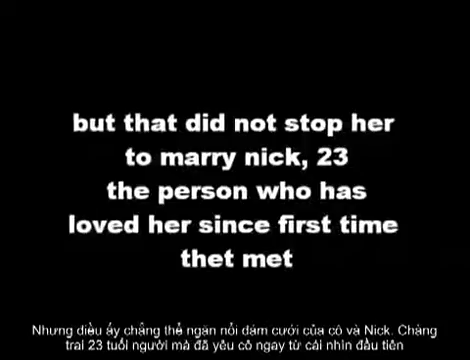 but that did not stop her
to marry nick, 23
the person who has
loved her since first time
thet met
Nhưng điều ấy chẳng thể ngăn nổi đám cưới của cô và Nick. Chàng
trai 23 tuổi người mà đã yêu cô ngay từ cái nhìn đầu tiên